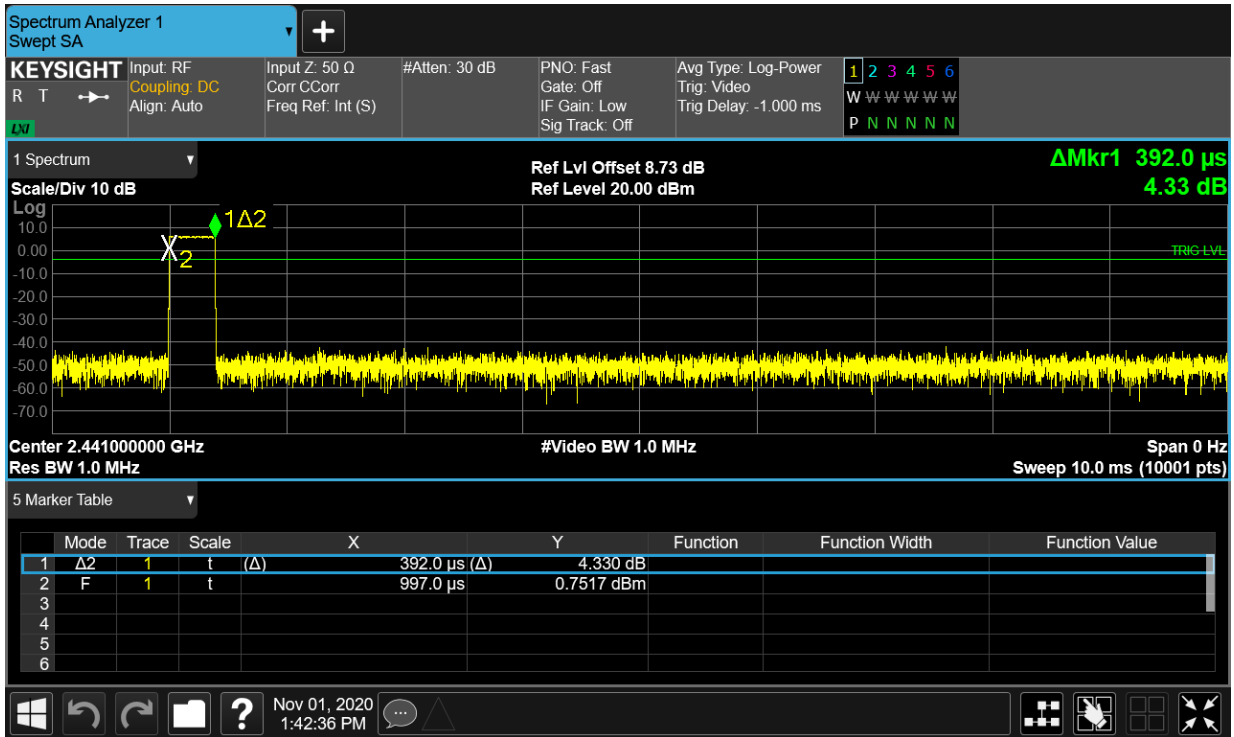 Spectrum Analyzer 1
Swept SA
KEYSIGHT
R T
LXI
Input: RF
Coupling: DC
Align: Auto
Input Z: 50 Ω
Corr CCorr
Freq Ref: Int (S)
#Atten: 30 dB
PNO: Fast
Gate: Off
IF Gain: Low
Sig Track: Off
Avg Type: Log-Power
Trig: Video
Trig Delay: -1.000 ms
1 2 3 4 5 6
W W W W W W
P N N N N N
1 Spectrum
Scale/Div 10 dB
Ref Lvl Offset 8.73 dB
Ref Level 20.00 dBm
ΔMkr1 392.0 µs
4.33 dB
Log
10.0
0.00
-10.0
-20.0
-30.0
-40.0
-50.0
-60.0
-70.0
1Δ2
2
TRIG LVL
Center 2.441000000 GHz
#Video BW 1.0 MHz
Span 0 Hz
Res BW 1.0 MHz
Sweep 10.0 ms (10001 pts)
5 Marker Table
Mode Trace Scale X Y Function Function Width Function Value
1 Δ2 1 t (Δ) 392.0 µs (Δ) 4.330 dB
2 F 1 t 997.0 µs 0.7517 dBm
3
4
5
6
?
Nov 01, 2020
1:42:36 PM